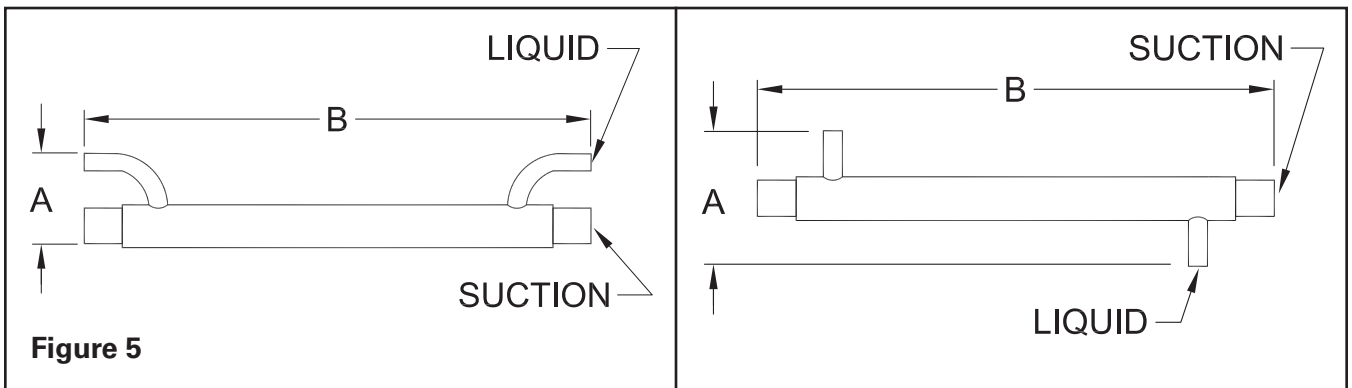 LIQUID
B
A
SUCTION
Figure 5
SUCTION
B
A
LIQUID